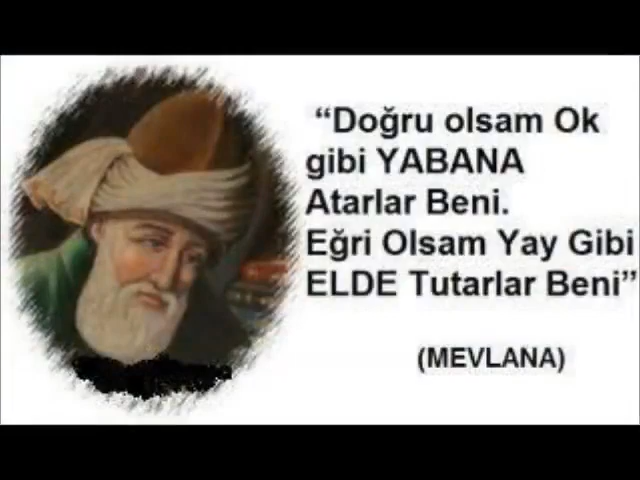 “Doğru olsam Ok
gibi YABANA
Atarlar Beni.
Eğri Olsam Yay Gibi
ELDE Tutarlar Beni”
(MEVLANA)